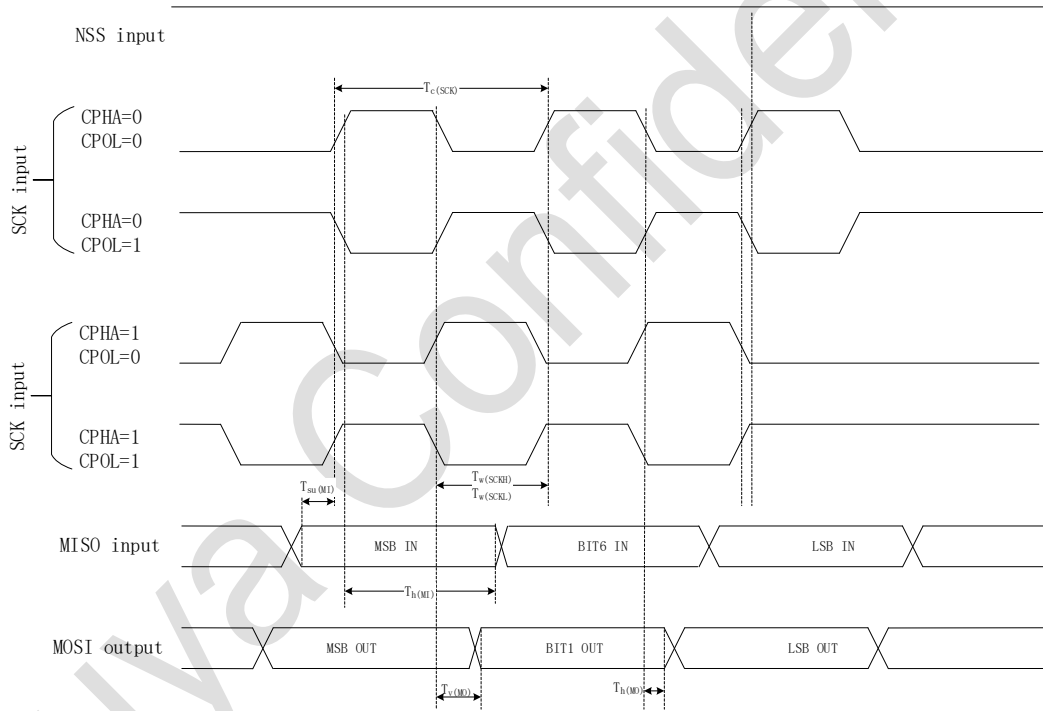 NSS input
Tc(SCK)
CPHA=0
CPOL=0
SCK input
CPHA=0
CPOL=1
CPHA=1
CPOL=0
SCK input
CPHA=1
CPOL=1
Tsu(MI)
Tw(SCKH)
Tw(SCKL)
MISO input
MSB IN
BIT6 IN
LSB IN
Th(MI)
MOSI output
MSB OUT
BIT1 OUT
LSB OUT
Tv(MO)
Th(MO)
uya Confide